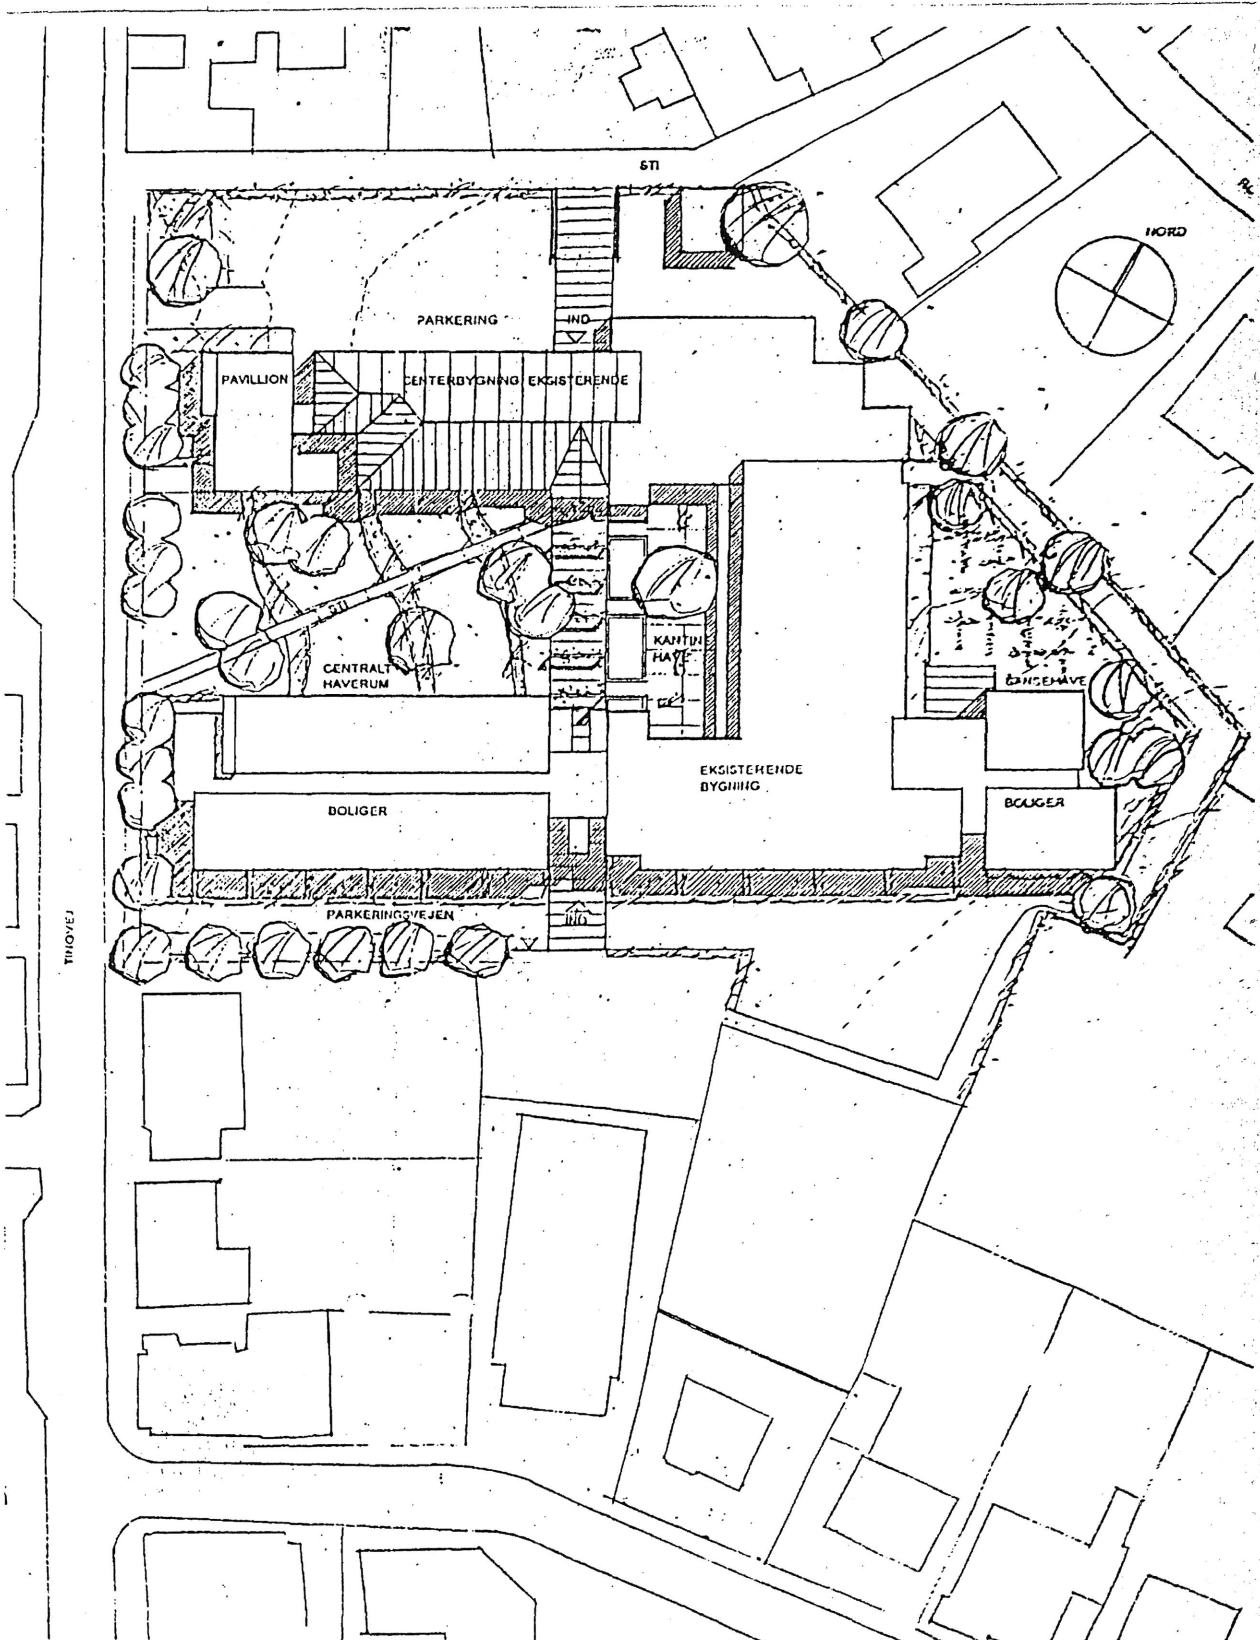 STI
NORD
PARKERING
IND
PAVILLION
CENTERBYGNING EKSISTERENDE
STI
KANTIN
HAVE
CENTRALT
HAVERUM
SANSEHAVE
EKSISTERENDE
BYGNING
BOLIGER
BOLIGER
PARKERINGSVEJEN
IND
TINGVEJ